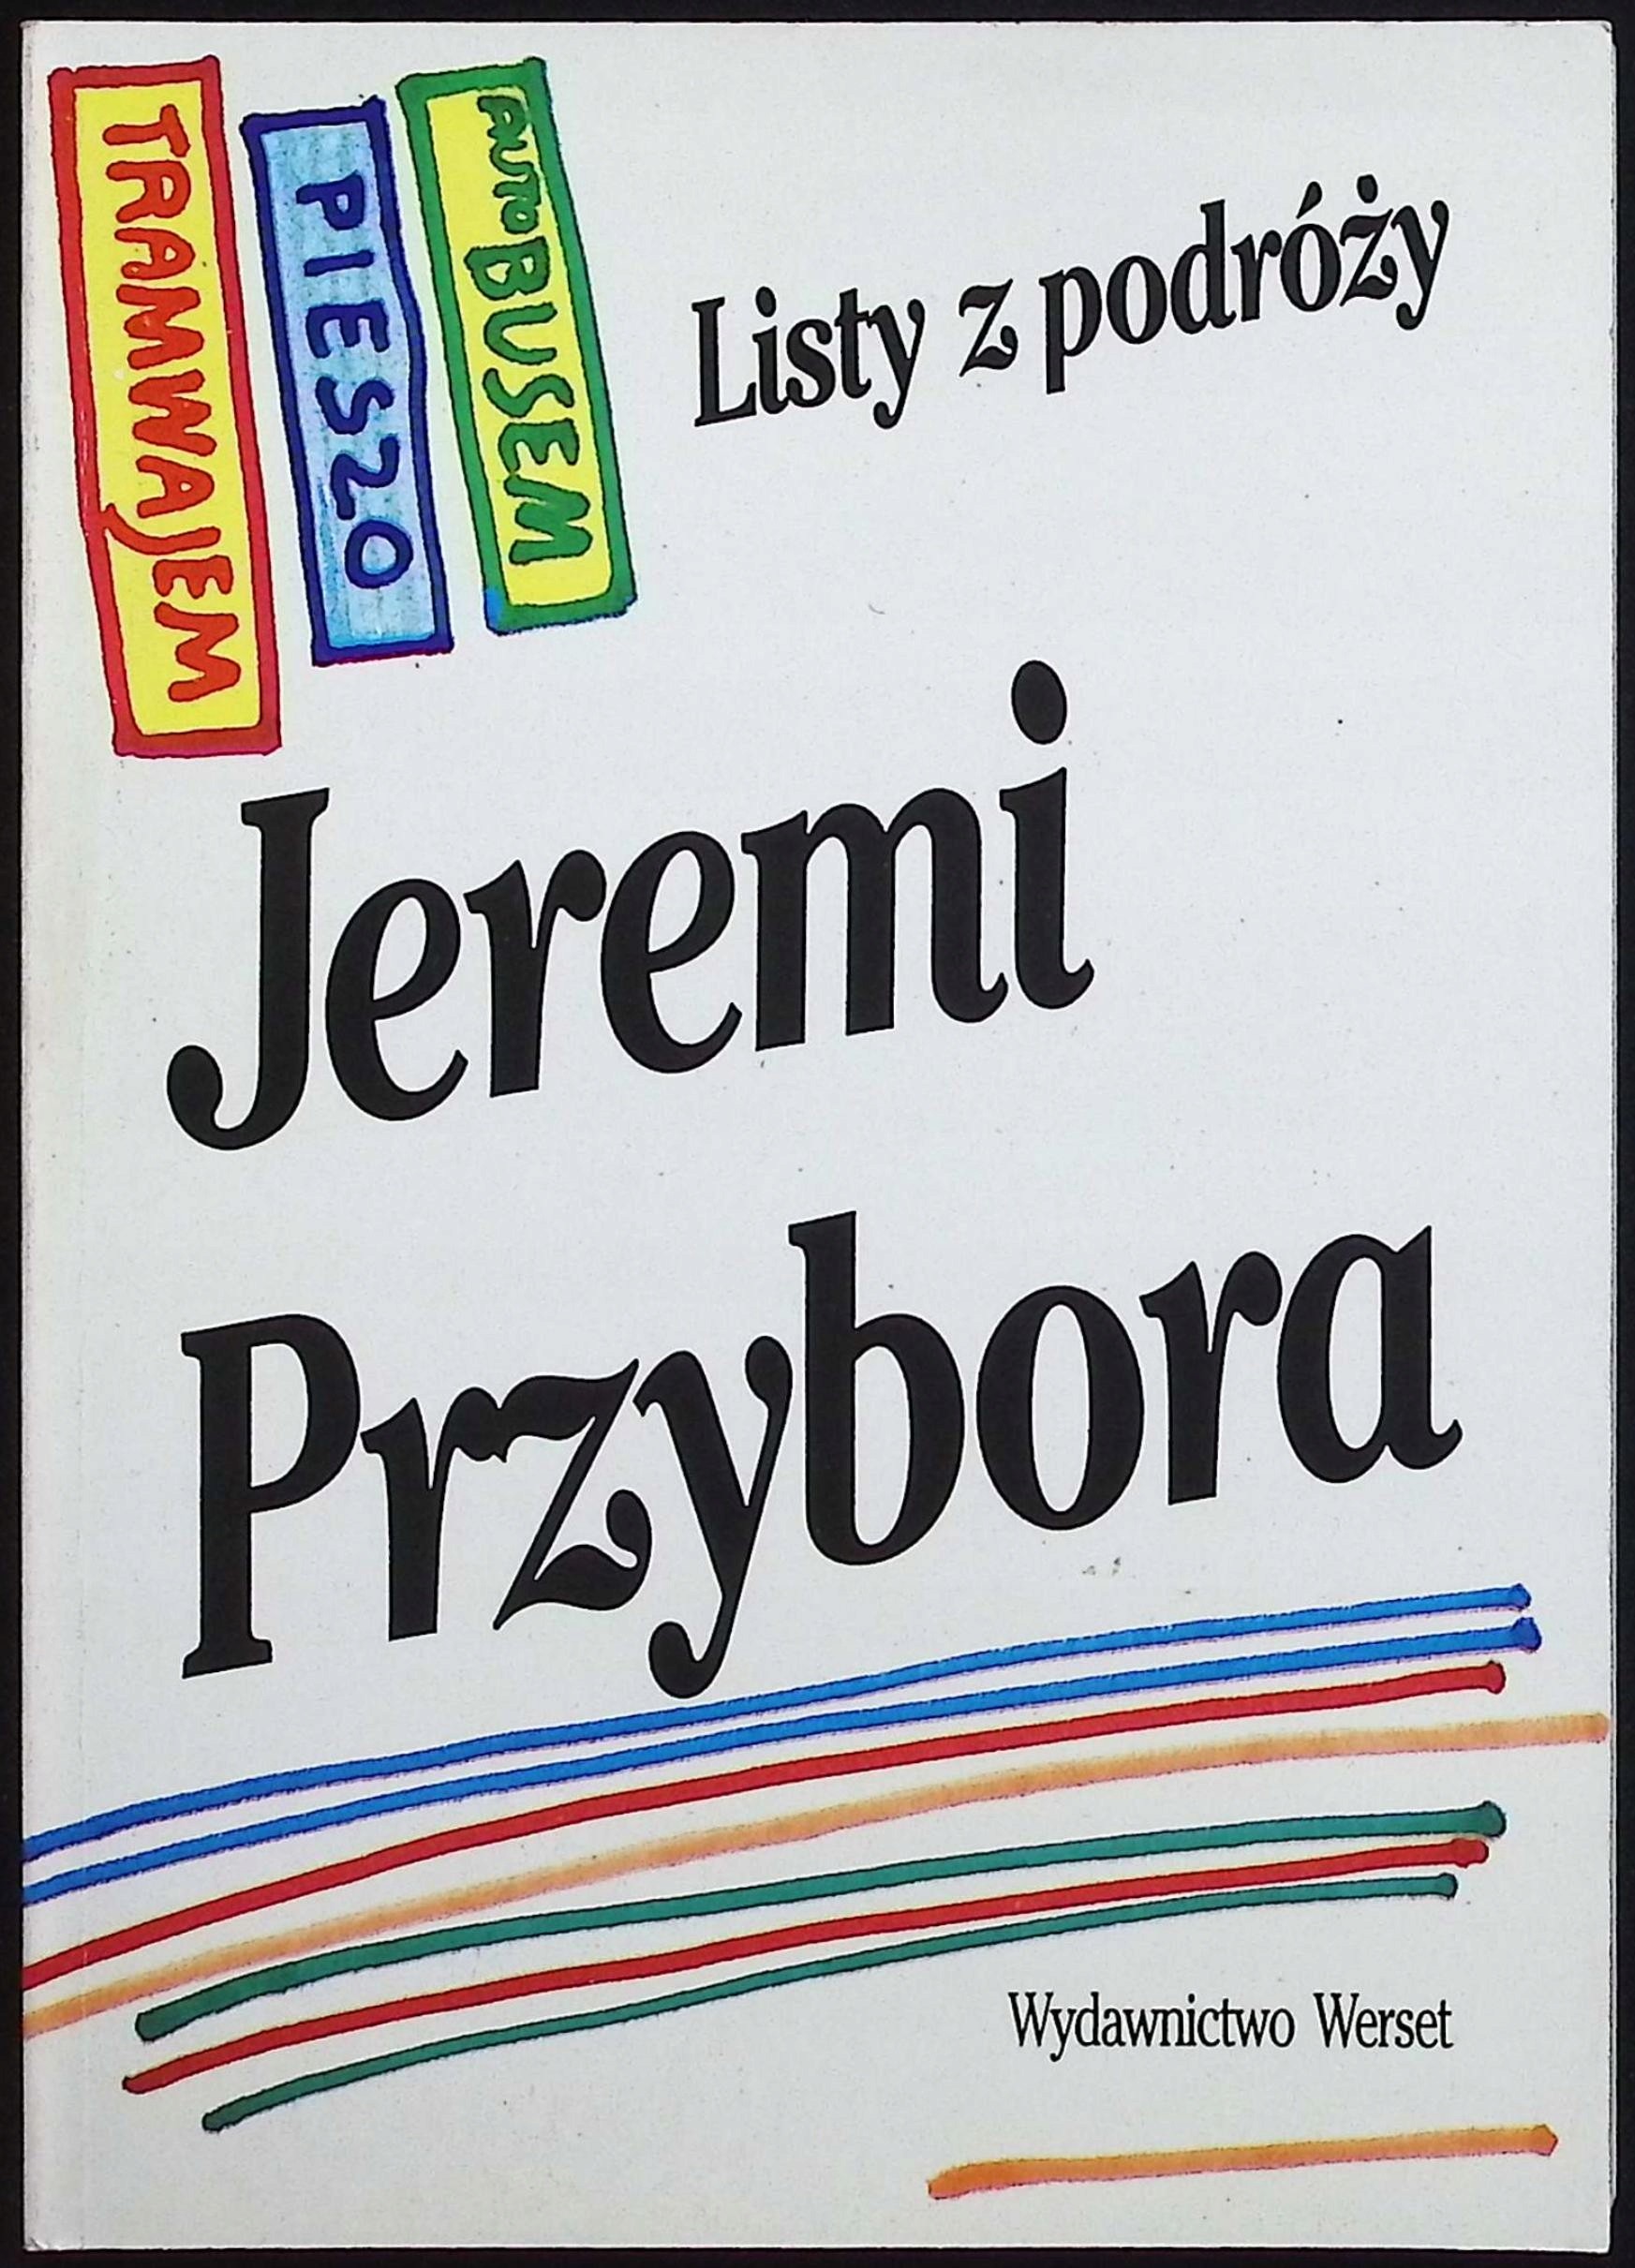 TRAMWAJEM
PIESZO
AUTOBUSEM
Listy z podróży
Jeremi
Przybora
Wydawnictwo Werset